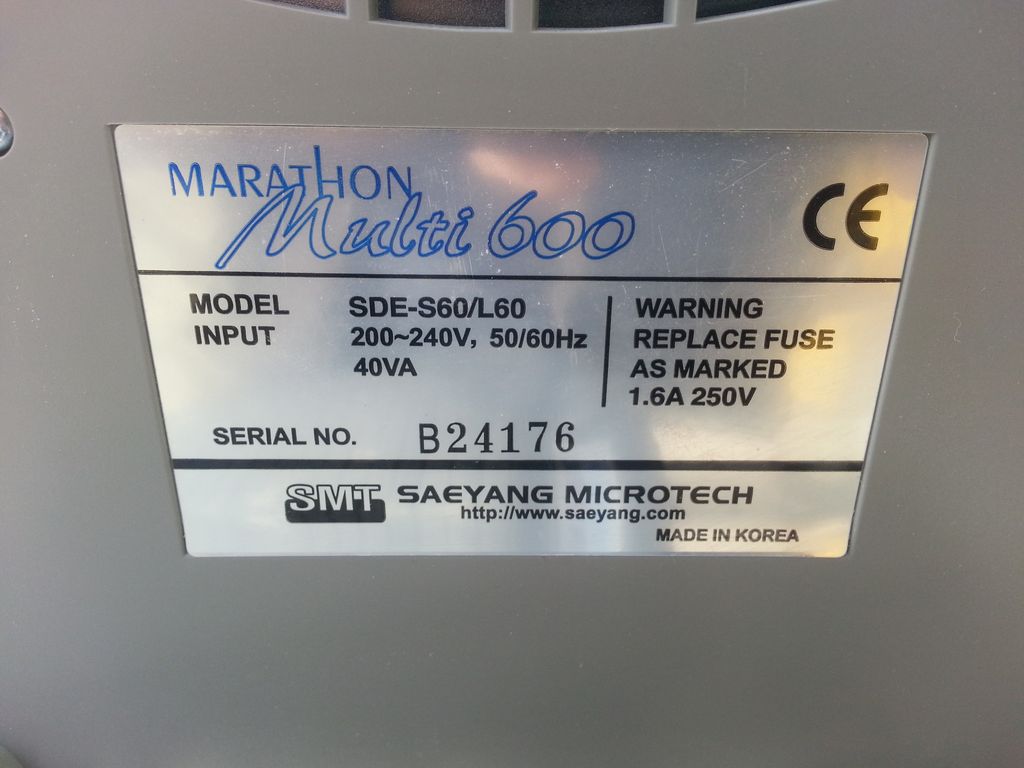 MARATHON
Multi 600
CE
MODEL SDE-S60/L60
INPUT 200~240V, 50/60Hz
40VA
WARNING
REPLACE FUSE
AS MARKED
1.6A 250V
SERIAL NO. B24176
SMT SAEYANG MICROTECH
http://www.saeyang.com
MADE IN KOREA